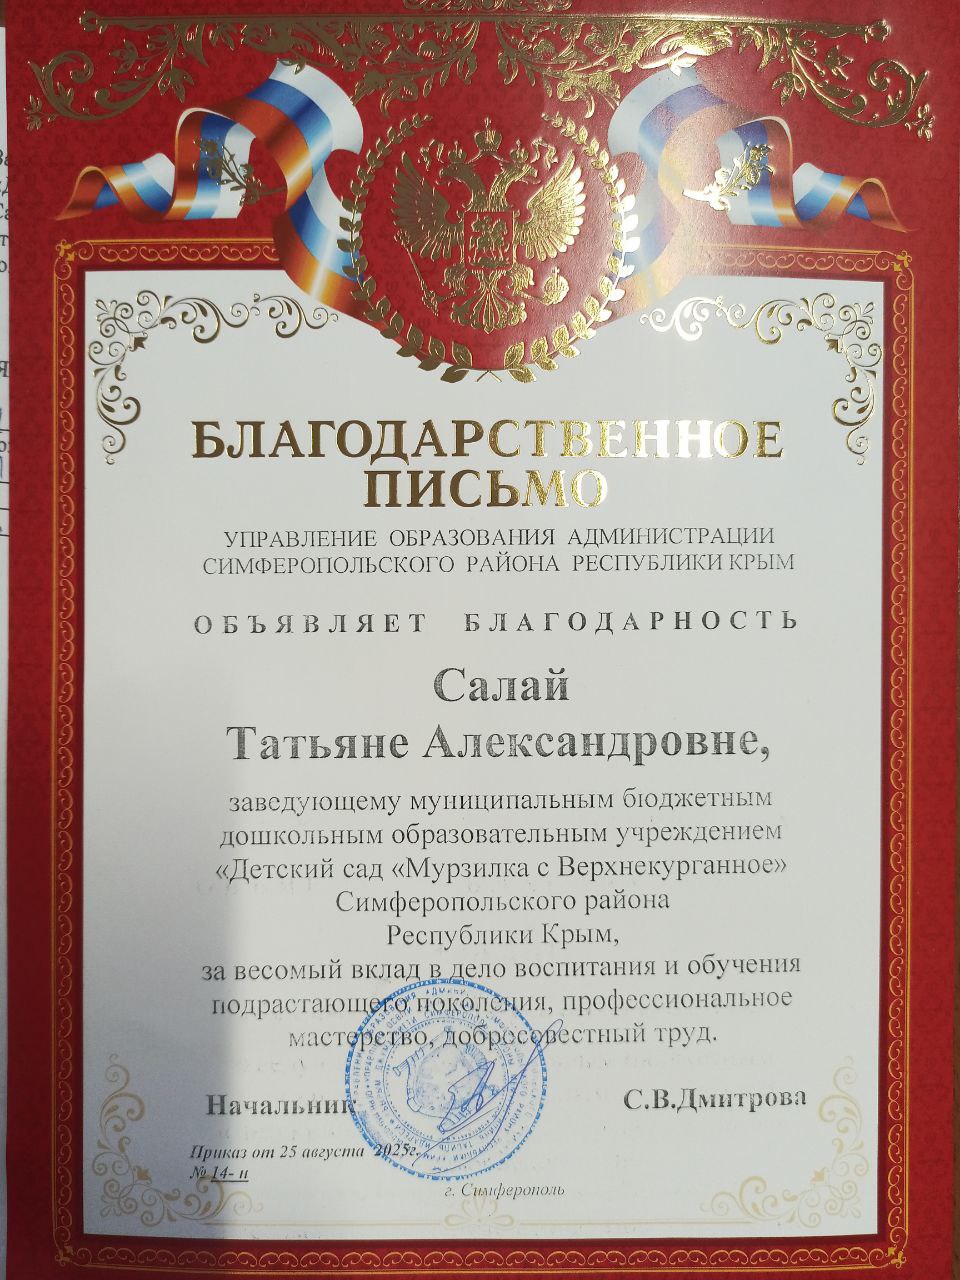 БЛАГОДАРСТВЕННОЕ
ПИСЬМО
УПРАВЛЕНИЕ ОБРАЗОВАНИЯ АДМИНИСТРАЦИИ
СИМФЕРОПОЛЬСКОГО РАЙОНА РЕСПУБЛИКИ КРЫМ
ОБЪЯВЛЯЕТ БЛАГОДАРНОСТЬ
Салай
Татьяне Александровне,
заведующему муниципальным бюджетным
дошкольным образовательным учреждением
«Детский сад «Мурзилка с Верхнекурганное»
Симферопольского района
Республики Крым,
за весомый вклад в дело воспитания и обучения
подрастающего поколения, профессиональное
мастерство, добросовестный труд.
Начальник С.В.Дмитрова
Приказ от 25 августа 2025г.
№ 14- н
г. Симферополь